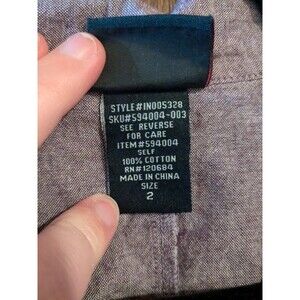 STYLE#IN005328
SKU#594004-003
SEE REVERSE
FOR CARE
ITEM#594004
SELF
100% COTTON
RN#120684
MADE IN CHINA
SIZE
2